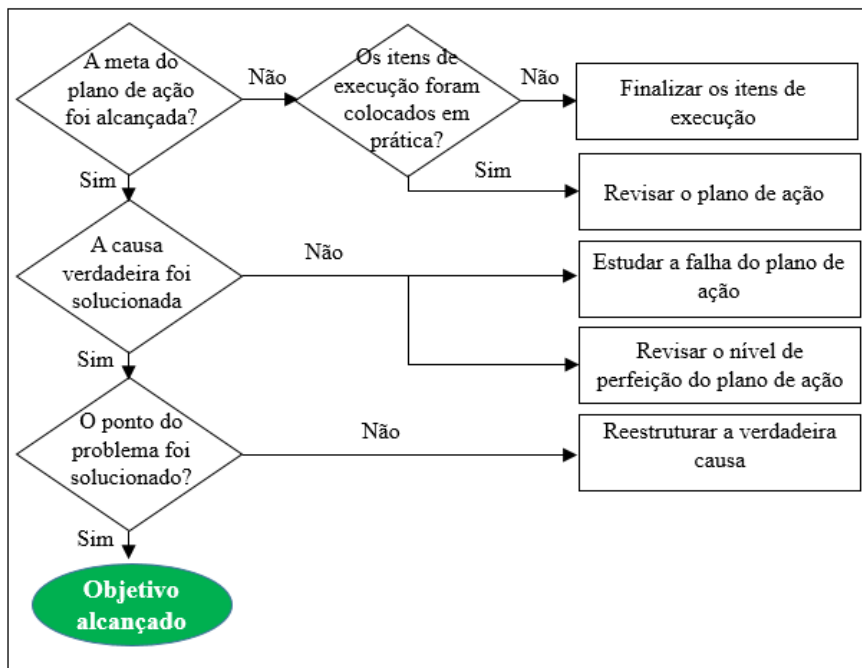 A meta do
plano de ação
foi alcançada?
Não
Os itens de
execução foram
colocados em
prática?
Não
Finalizar os itens de
execução
Sim
Sim
Revisar o plano de ação
A causa
verdadeira foi
solucionada
Não
Estudar a falha do plano de
ação
Sim
Revisar o nível de
perfeição do plano de ação
O ponto do
problema foi
solucionado?
Não
Reestruturar a verdadeira
causa
Sim
Objetivo
alcançado